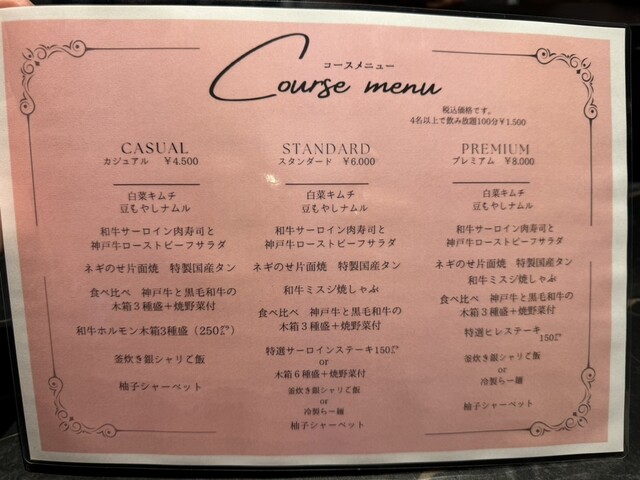 コースメニュー
Course menu
税込価格です。
4名以上で飲み放題100分￥1.500
CASUAL
カジュアル ￥4.500
白菜キムチ
豆もやしナムル
和牛サーロイン肉寿司と
神戸牛ローストビーフサラダ
ネギのせ片面焼 特製国産タン
食べ比べ 神戸牛と黒毛和牛の
木箱３種盛＋焼野菜付
和牛ホルモン木箱3種盛（250㌘）
釜炊き銀シャリご飯
柚子シャーベット
STANDARD
スタンダード ￥6.000
白菜キムチ
豆もやしナムル
和牛サーロイン肉寿司と
神戸牛ローストビーフサラダ
ネギのせ片面焼 特製国産タン
和牛ミスジ焼しゃぶ
食べ比べ 神戸牛と黒毛和牛の
木箱３種盛＋焼野菜付
特選サーロインステーキ150㌘
or
木箱６種盛＋焼野菜付
釜炊き銀シャリご飯
or
冷製らー麺
柚子シャーベット
PREMIUM
プレミアム ￥8.000
白菜キムチ
豆もやしナムル
和牛サーロイン肉寿司と
神戸牛ローストビーフサラダ
ネギのせ片面焼 特製国産タン
和牛ミスジ焼しゃぶ
食べ比べ 神戸牛と黒毛和牛の
木箱３種盛＋焼野菜付
特選ヒレステーキ
150㌘
釜炊き銀シャリご飯
or
冷製らー麺
柚子シャーベット